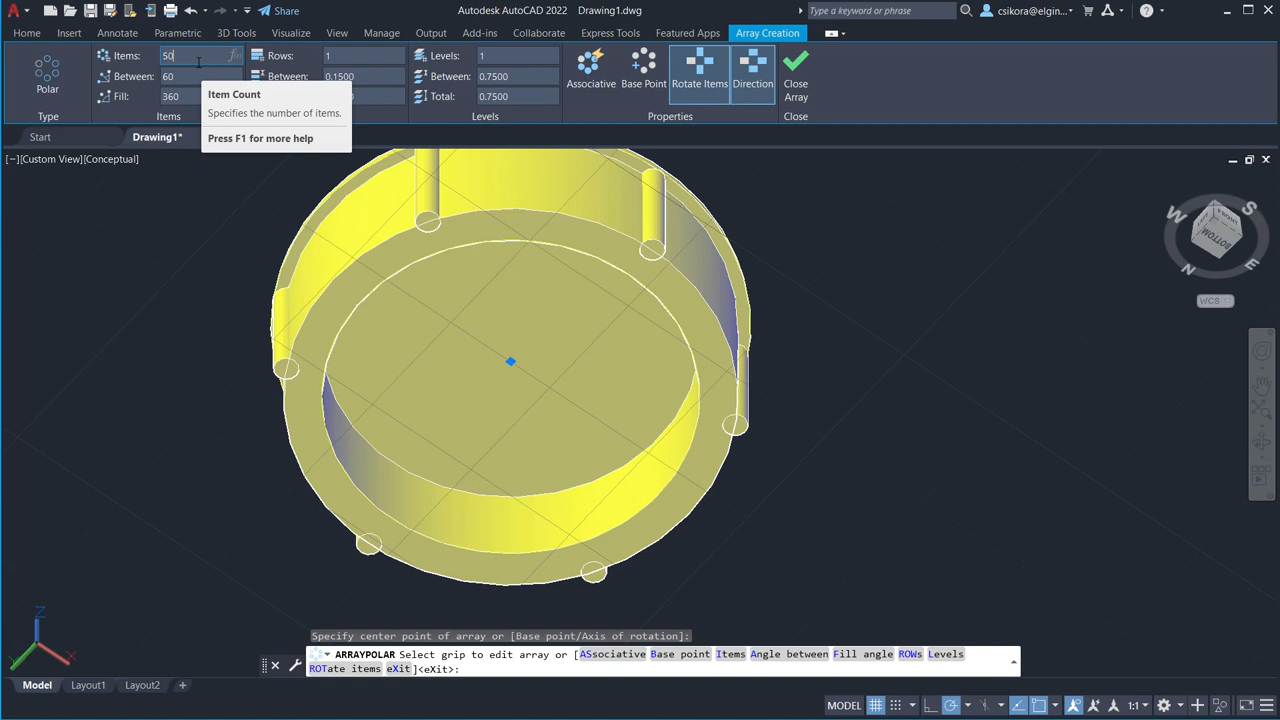 Share
Autodesk AutoCAD 2022 Drawing1.dwg
Type a keyword or phrase
csikora@elgin...
Home Insert Annotate Parametric 3D Tools Visualize View Manage Output Add-ins Collaborate Express Tools Featured Apps Array Creation
Items: 50 Rows: 1 Levels: 1
Between: 60 Between: 0.1500 Between: 0.7500
Fill: 360 Total: 0.7500
Polar
Associative Base Point Rotate Items Direction Close Array
Type Items Levels Properties Close
Item Count
Specifies the number of items.
Press F1 for more help
Start Drawing1*
[−][Custom View][Conceptual]
W S
N E
LEFT FRONT
BOTTOM
WCS
Z
Y X
Specify center point of array or [Base point/Axis of rotation]:
ARRAYPOLAR Select grip to edit array or [ASsociative Base point Items Angle between Fill angle ROWs Levels
ROTate items eXit]<eXit>:
Model Layout1 Layout2 +
MODEL 1:1